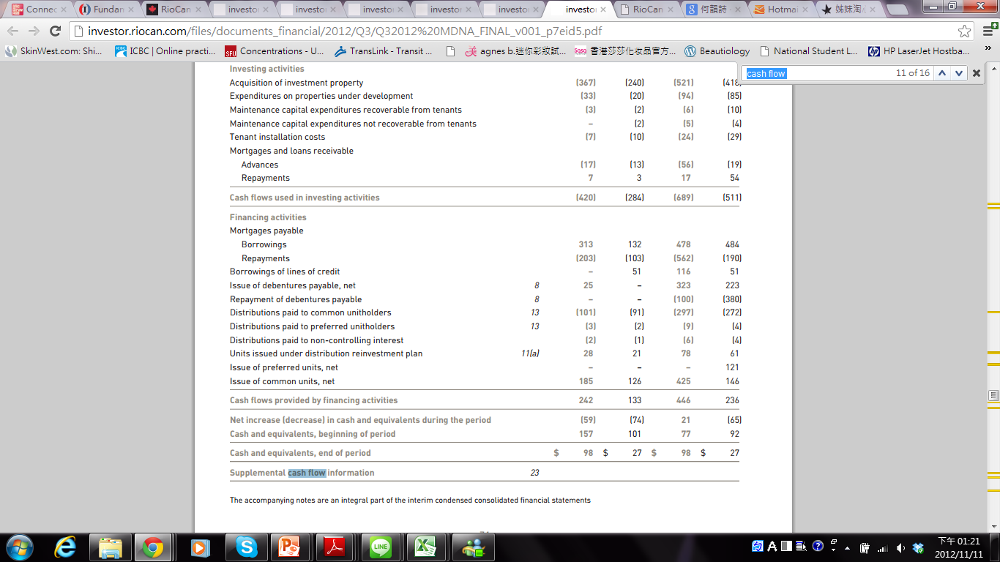 Connec
Fundan
RioCan
investo
investo
investo
investo
investo
investo
RioCan
何韻詩 -
Hotmai
姊妹淘
investor.riocan.com/files/documents_financial/2012/Q3/Q32012%20MDNA_FINAL_v001_p7eid5.pdf
SkinWest.com: Shi...
ICBC | Online practi...
SFU Concentrations - U...
TransLink - Transit ...
agnes b.迷你彩妝試...
Sasa 香港莎莎化妝品官方...
Beautiology
National Student L...
hp HP LaserJet Hostba...
»
cash flow 11 of 16
Investing activities
Acquisition of investment property (367) (240) (521) (418)
Expenditures on properties under development (33) (20) (94) (85)
Maintenance capital expenditures recoverable from tenants (3) (2) (6) (10)
Maintenance capital expenditures not recoverable from tenants – (2) (5) (4)
Tenant installation costs (7) (10) (24) (29)
Mortgages and loans receivable
Advances (17) (13) (56) (19)
Repayments 7 3 17 54
Cash flows used in investing activities (420) (284) (689) (511)
Financing activities
Mortgages payable
Borrowings 313 132 478 484
Repayments (203) (103) (562) (190)
Borrowings of lines of credit – 51 116 51
Issue of debentures payable, net 8 25 – 323 223
Repayment of debentures payable 8 – – (100) (380)
Distributions paid to common unitholders 13 (101) (91) (297) (272)
Distributions paid to preferred unitholders 13 (3) (2) (9) (4)
Distributions paid to non-controlling interest (2) (1) (6) (4)
Units issued under distribution reinvestment plan 11(a) 28 21 78 61
Issue of preferred units, net – – – 121
Issue of common units, net 185 126 425 146
Cash flows provided by financing activities 242 133 446 236
Net increase (decrease) in cash and equivalents during the period (59) (74) 21 (65)
Cash and equivalents, beginning of period 157 101 77 92
Cash and equivalents, end of period $ 98 $ 27 $ 98 $ 27
Supplemental cash flow information 23
The accompanying notes are an integral part of the interim condensed consolidated financial statements
LINE
A
下午 01:21
2012/11/11